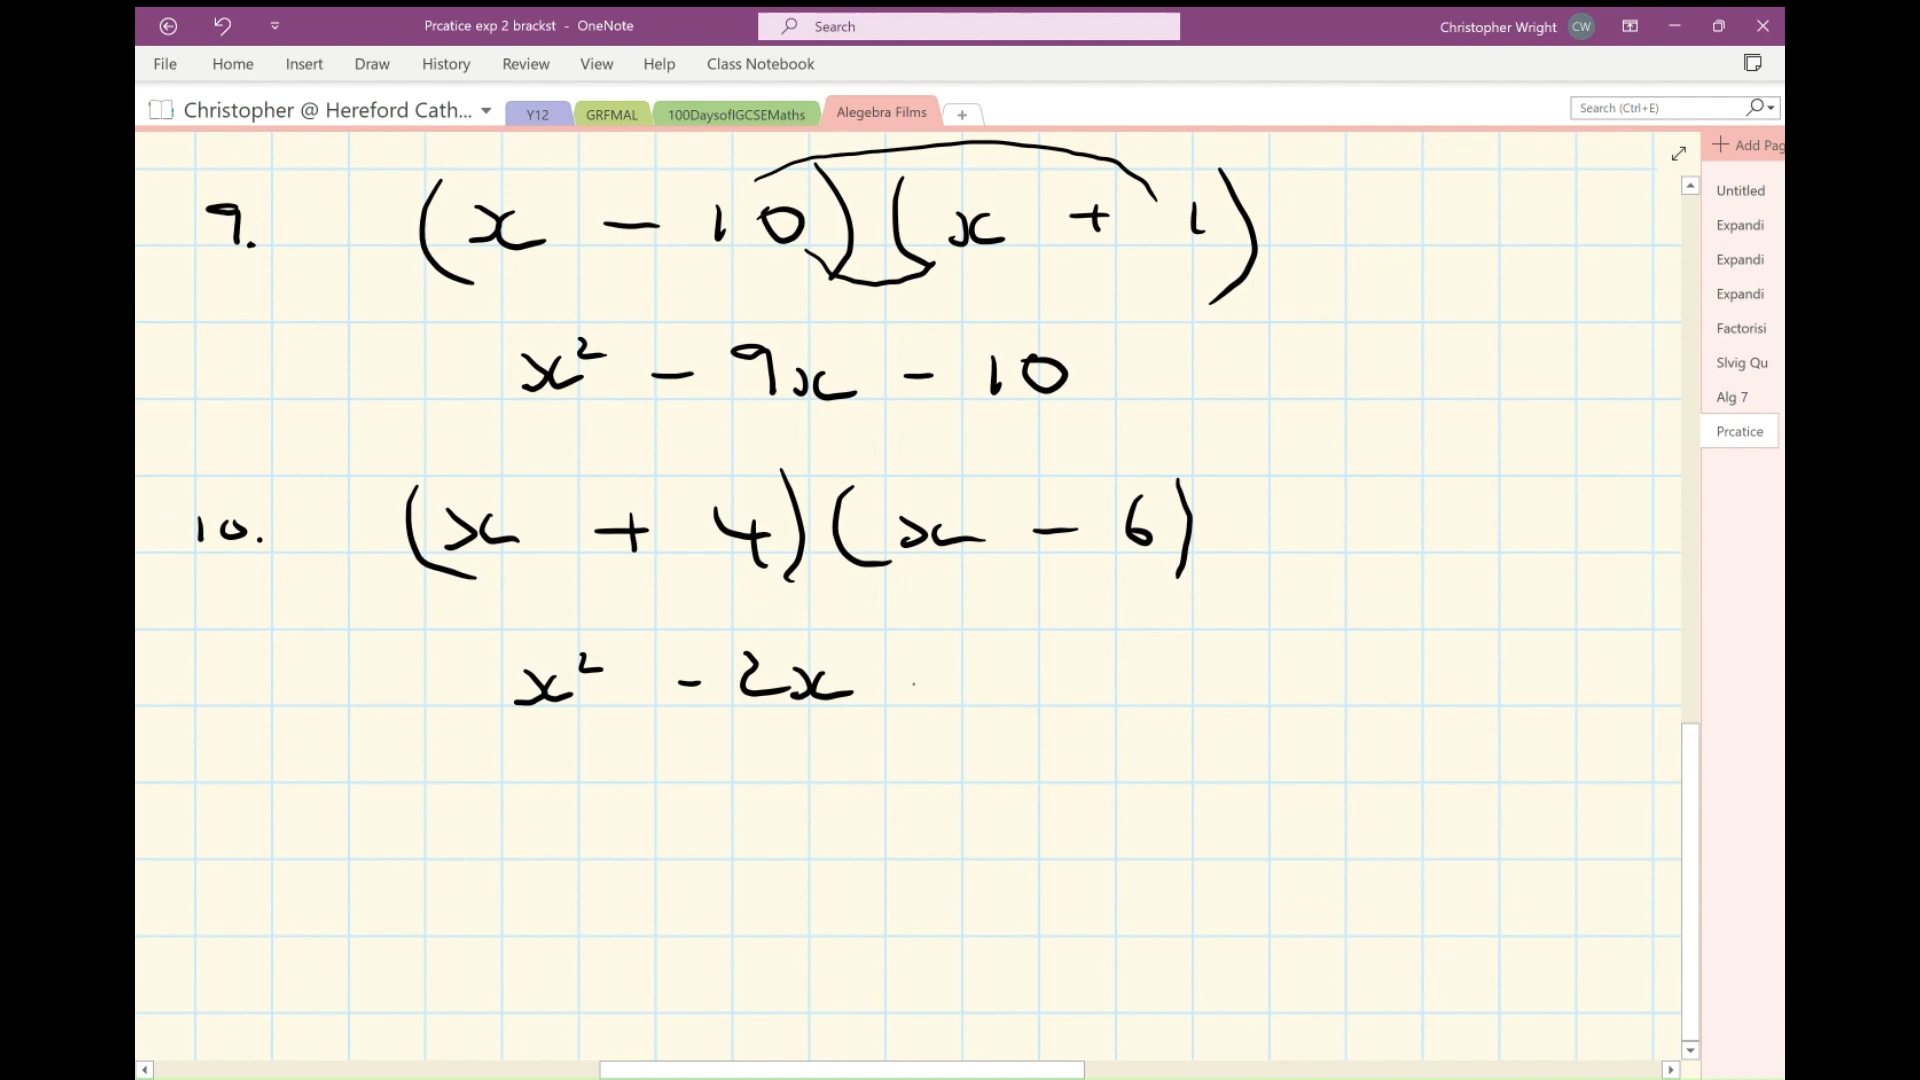 Prcatice exp 2 brackst - OneNote
Search
Christopher Wright CW
File Home Insert Draw History Review View Help Class Notebook
Christopher @ Hereford Cath... Y12 GRFMAL 100DaysofIGCSEMaths Alegebra Films +
Search (Ctrl+E)
+ Add Pag
Untitled
Expandi
Expandi
Expandi
Factorisi
Slvig Qu
Alg 7
Prcatice
9. (x - 10)(x + 1)
x² - 9x - 10
10. (x + 4)(x - 6)
x² - 2x